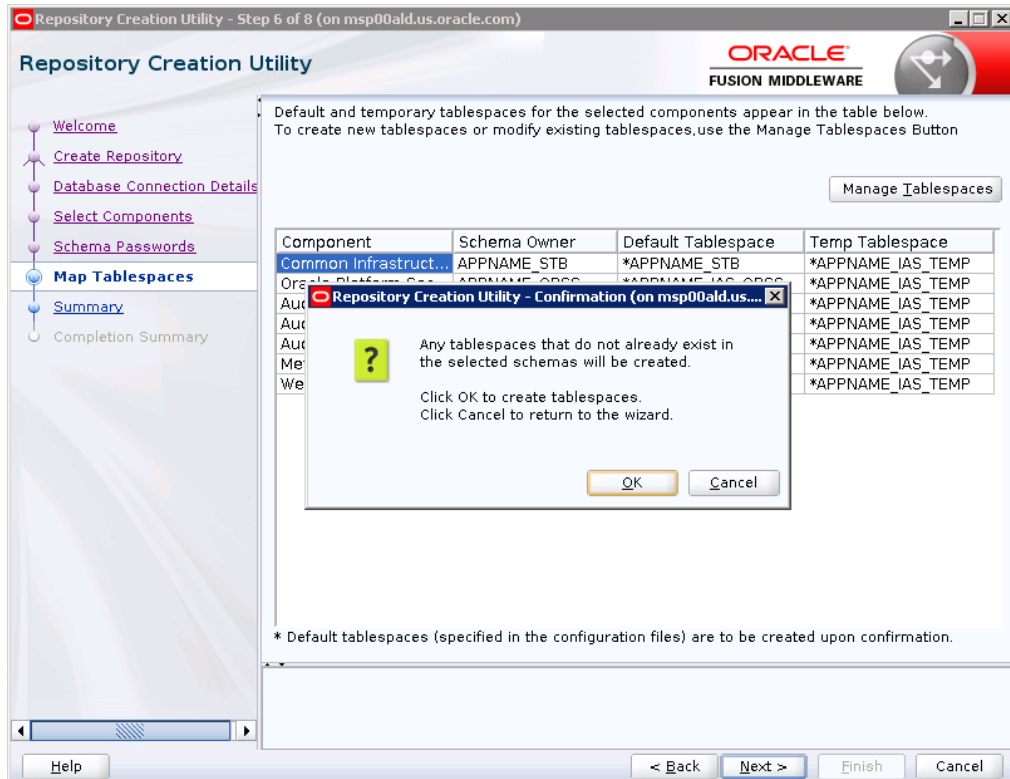 Repository Creation Utility - Step 6 of 8 (on msp00ald.us.oracle.com)
Repository Creation Utility
ORACLE
FUSION MIDDLEWARE
Welcome
Create Repository
Database Connection Details
Select Components
Schema Passwords
Map Tablespaces
Summary
Completion Summary
Default and temporary tablespaces for the selected components appear in the table below.
To create new tablespaces or modify existing tablespaces,use the Manage Tablespaces Button
Manage Tablespaces
Component Schema Owner Default Tablespace Temp Tablespace
Common Infrastruct... APPNAME_STB *APPNAME_STB *APPNAME_IAS_TEMP
*APPNAME_IAS_TEMP
Aud *APPNAME_IAS_TEMP
Aud *APPNAME_IAS_TEMP
Aud *APPNAME_IAS_TEMP
Me *APPNAME_IAS_TEMP
We *APPNAME_IAS_TEMP
Repository Creation Utility - Confirmation (on msp00ald.us....
?
Any tablespaces that do not already exist in
the selected schemas will be created.
Click OK to create tablespaces.
Click Cancel to return to the wizard.
OK Cancel
* Default tablespaces (specified in the configuration files) are to be created upon confirmation.
Help < Back Next > Finish Cancel